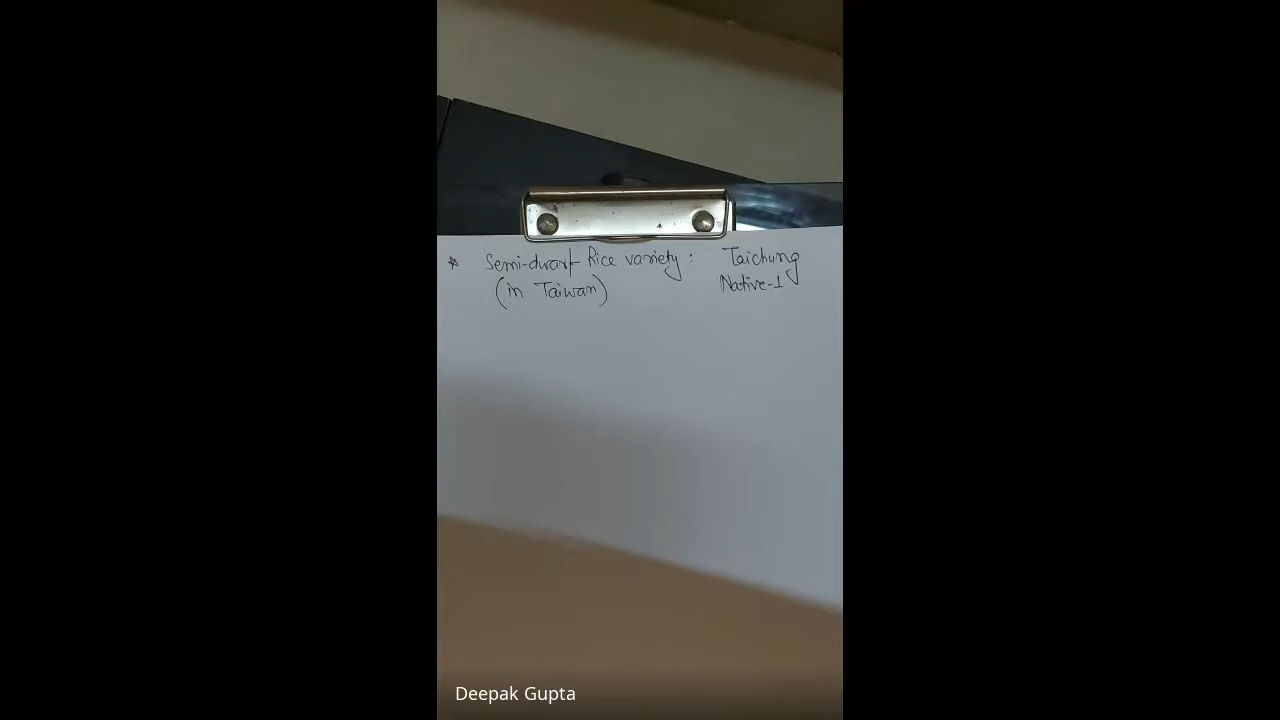 * Semi-dwarf Rice variety : Taichung
(in Taiwan) Native-1
Deepak Gupta